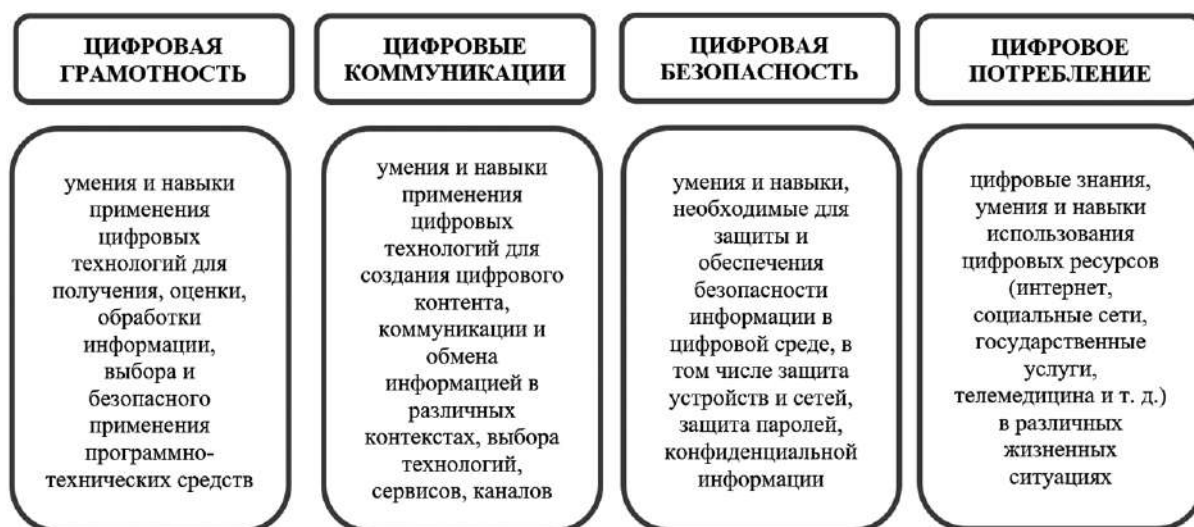 ЦИФРОВАЯ
ГРАМОТНОСТЬ
ЦИФРОВЫЕ
КОММУНИКАЦИИ
ЦИФРОВАЯ
БЕЗОПАСНОСТЬ
ЦИФРОВОЕ
ПОТРЕБЛЕНИЕ
умения и навыки
применения
цифровых
технологий для
получения, оценки,
обработки
информации,
выбора и
безопасного
применения
программно-
технических средств
умения и навыки
применения
цифровых
технологий для
создания цифрового
контента,
коммуникации и
обмена
информацией в
различных
контекстах, выбора
технологий,
сервисов, каналов
умения и навыки,
необходимые для
защиты и
обеспечения
безопасности
информации в
цифровой среде, в
том числе защита
устройств и сетей,
защита паролей,
конфиденциальной
информации
цифровые знания,
умения и навыки
использования
цифровых ресурсов
(интернет,
социальные сети,
государственные
услуги,
телемедицина и т. д.)
в различных
жизненных
ситуациях